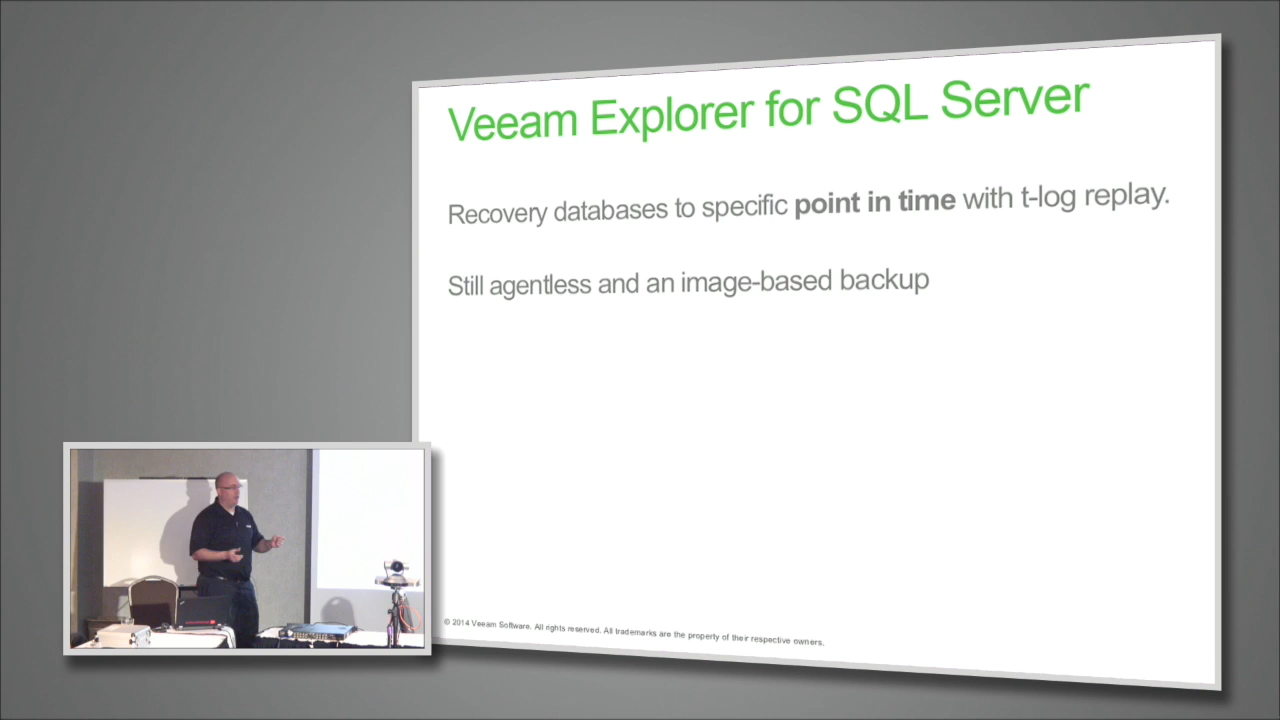 Veeam Explorer for SQL Server
Recovery databases to specific point in time with t-log replay.
Still agentless and an image-based backup
© 2014 Veeam Software. All rights reserved. All trademarks are the property of their respective owners.